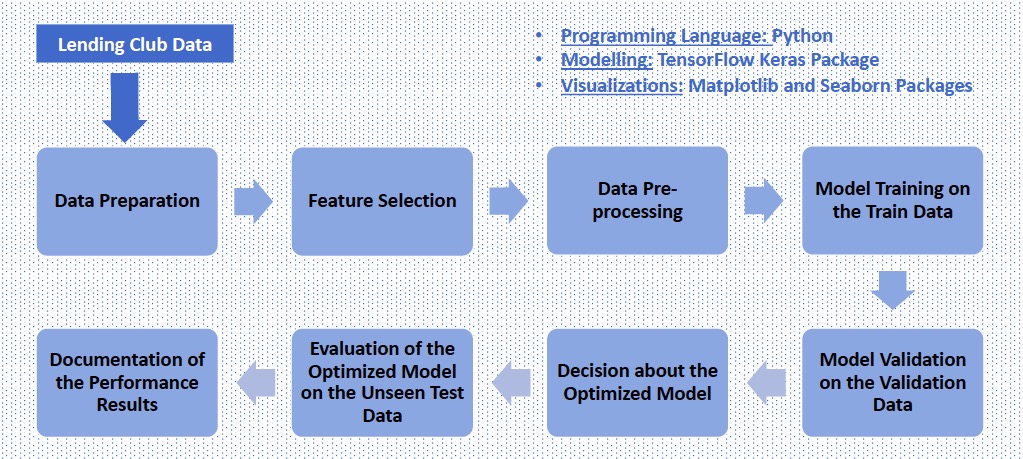 Lending Club Data
• Programming Language: Python
• Modelling: TensorFlow Keras Package
• Visualizations: Matplotlib and Seaborn Packages
Data Preparation
Feature Selection
Data Pre-
processing
Model Training on
the Train Data
Model Validation
on the Validation
Data
Decision about the
Optimized Model
Evaluation of the
Optimized Model
on the Unseen Test
Data
Documentation of
the Performance
Results